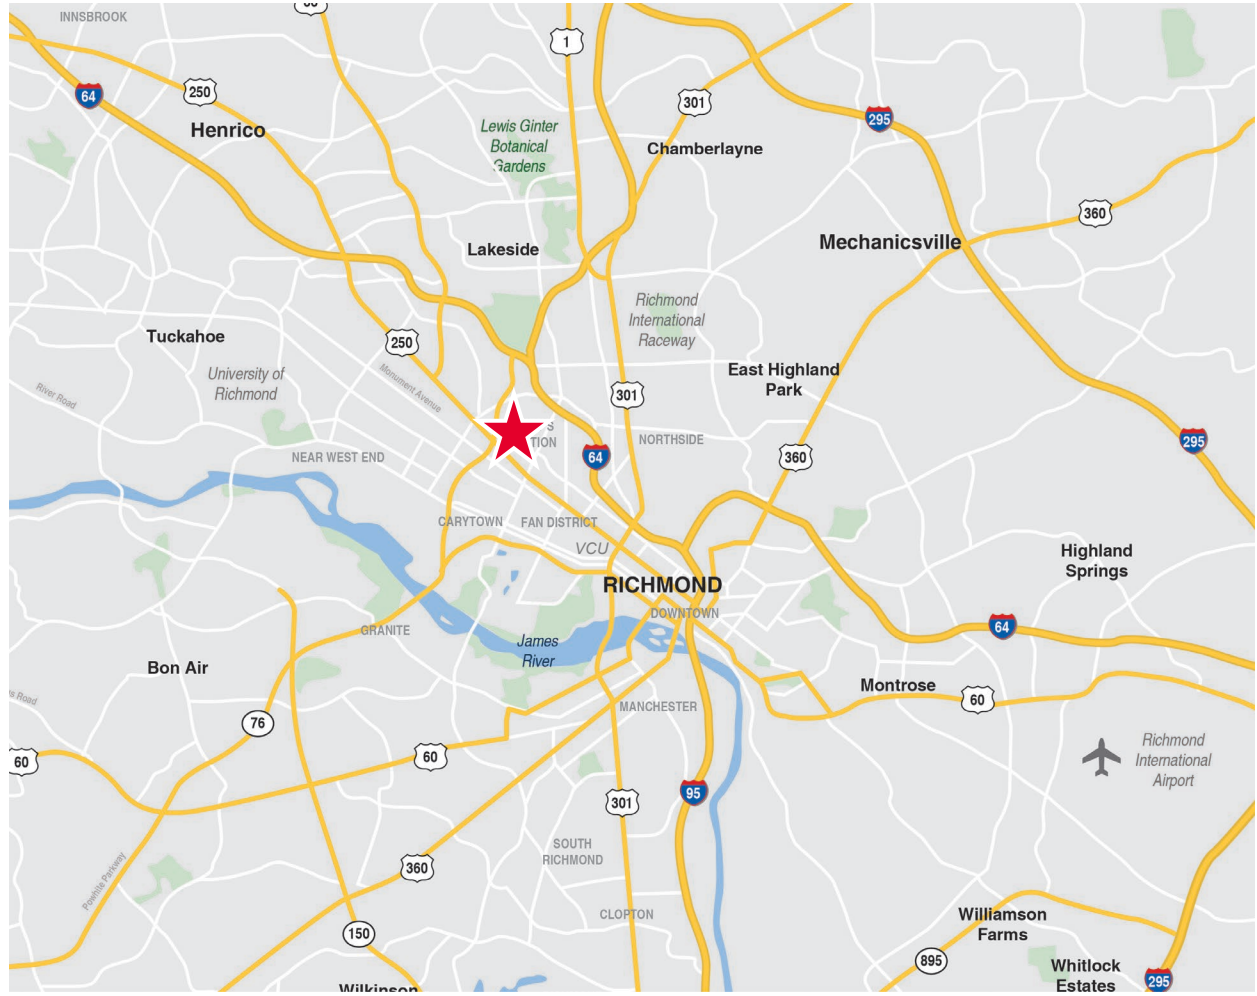 INNSBROOK
1
64
250
301
295
Henrico
Lewis Ginter
Botanical
Gardens
Chamberlayne
360
Mechanicsville
Lakeside
Richmond
International
Raceway
Tuckahoe
250
University of
Richmond
Monument Avenue
River Road
East Highland
Park
301
295
NORTHSIDE
64
360
NEAR WEST END
CARYTOWN
FAN DISTRICT
VCU
RICHMOND
DOWNTOWN
Highland
Springs
64
GRANITE
James
River
Bon Air
Montrose
60
Road
76
MANCHESTER
60
60
Richmond
International
Airport
95
301
SOUTH
RICHMOND
360
Powhite Parkway
CLOPTON
150
Williamson
Farms
895
Whitlock
Estates
295
Wilkinson